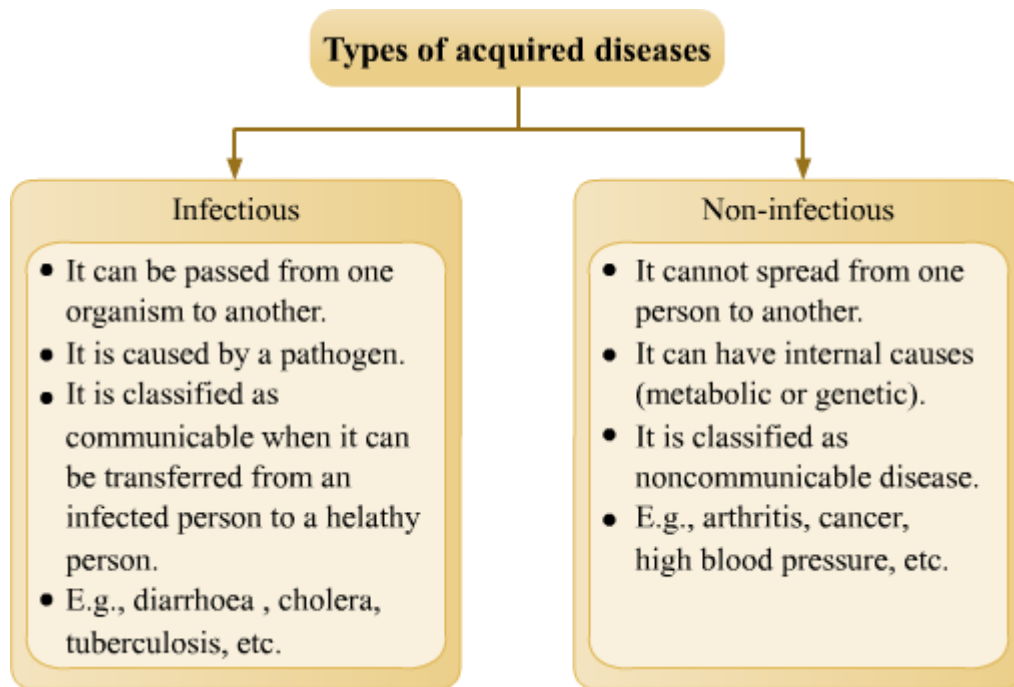 Types of acquired diseases
Infectious
• It can be passed from one
organism to another.
• It is caused by a pathogen.
• It is classified as
communicable when it can
be transferred from an
infected person to a helathy
person.
• E.g., diarrhoea , cholera,
tuberculosis, etc.
Non-infectious
• It cannot spread from one
person to another.
• It can have internal causes
(metabolic or genetic).
• It is classified as
noncommunicable disease.
• E.g., arthritis, cancer,
high blood pressure, etc.